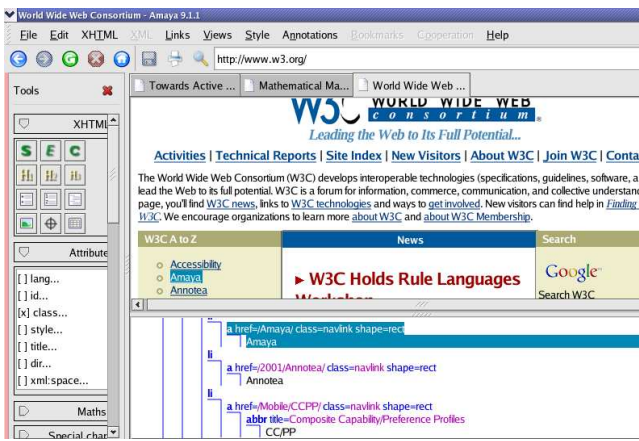 World Wide Web Consortium - Amaya 9.1.1
File Edit XHTML XML Links Views Style Annotations Bookmarks Cooperation Help
http://www.w3.org/
Tools
Towards Active ... Mathematical Ma... World Wide Web ...
XHTML
S E C
H1 H2 H3
W3C WORLD WIDE WEB
consortium
Leading the Web to Its Full Potential...
Activities | Technical Reports | Site Index | New Visitors | About W3C | Join W3C | Conta
The World Wide Web Consortium (W3C) develops interoperable technologies (specifications, guidelines, software, a
lead the Web to its full potential. W3C is a forum for information, commerce, communication, and collective understan
page, you'll find W3C news, links to W3C technologies and ways to get involved. New visitors can find help in Finding
W3C. We encourage organizations to learn more about W3C and about W3C Membership.
Attribute
[ ] lang...
[ ] id...
[x] class...
[ ] style...
[ ] title...
[ ] dir...
[ ] xml:space...
Maths
Special char
W3C A to Z News Search
Accessibility
Amaya
Annotea
▸ W3C Holds Rule Languages
Workshop
Google
Search W3C
li
a href=/Amaya/ class=navlink shape=rect
Amaya
li
a href=/2001/Annotea/ class=navlink shape=rect
Annotea
li
a href=/Mobile/CCPP/ class=navlink shape=rect
abbr title=Composite Capability/Preference Profiles
CC/PP